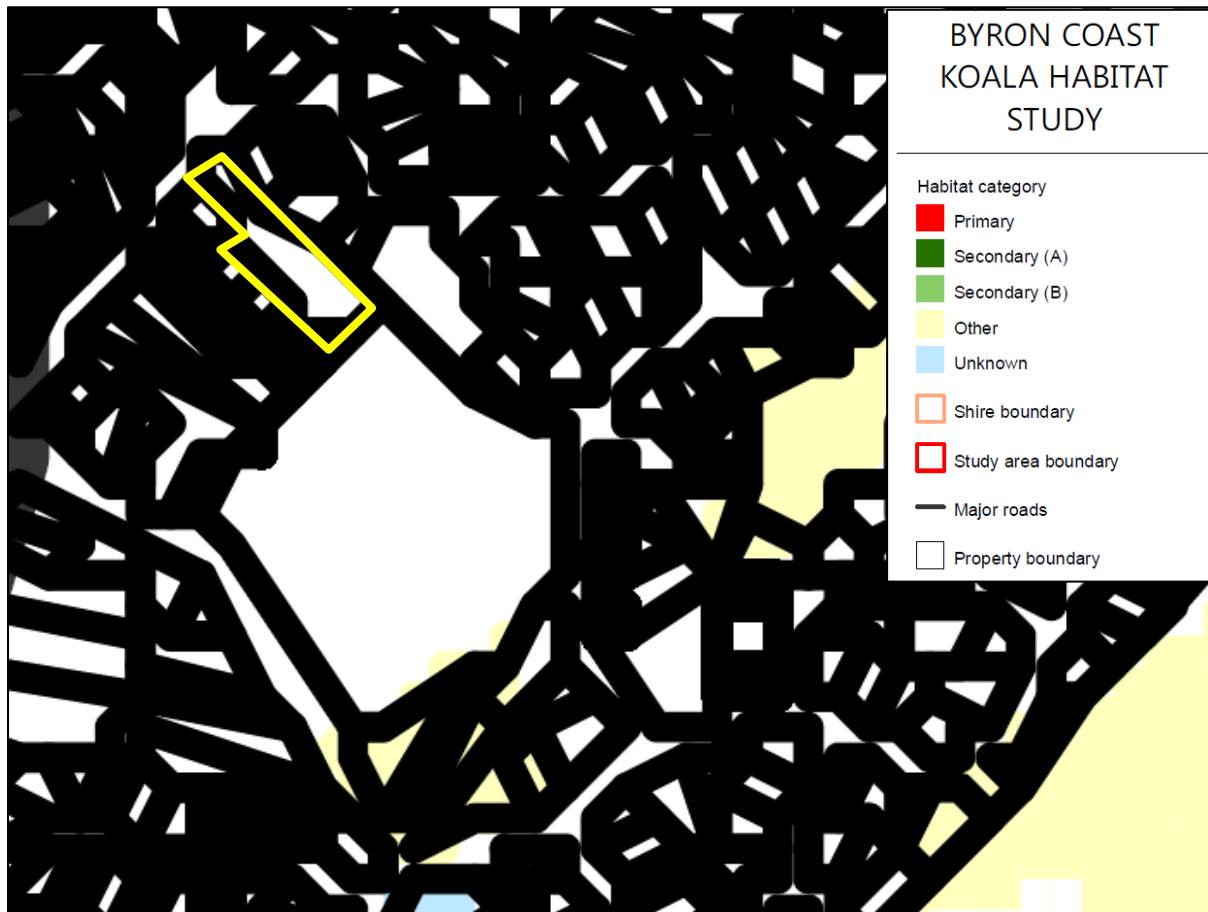 BYRON COAST
KOALA HABITAT
STUDY
Habitat category
Primary
Secondary (A)
Secondary (B)
Other
Unknown
Shire boundary
Study area boundary
Major roads
Property boundary